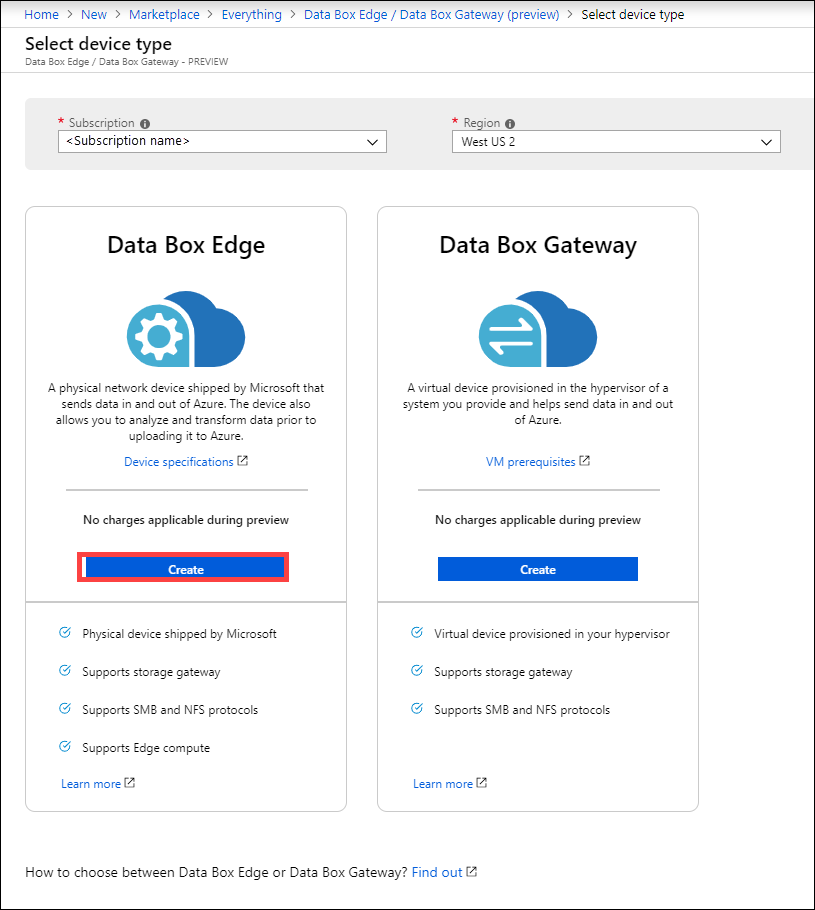 Home > New > Marketplace > Everything > Data Box Edge / Data Box Gateway (preview) > Select device type
Select device type
Data Box Edge / Data Box Gateway - PREVIEW
* Subscription
<Subscription name>
* Region
West US 2
Data Box Edge
A physical network device shipped by Microsoft that
sends data in and out of Azure. The device also
allows you to analyze and transform data prior to
uploading it to Azure.
Device specifications
No charges applicable during preview
Create
Physical device shipped by Microsoft
Supports storage gateway
Supports SMB and NFS protocols
Supports Edge compute
Learn more
Data Box Gateway
A virtual device provisioned in the hypervisor of a
system you provide and helps send data in and out
of Azure.
VM prerequisites
No charges applicable during preview
Create
Virtual device provisioned in your hypervisor
Supports storage gateway
Supports SMB and NFS protocols
Learn more
How to choose between Data Box Edge or Data Box Gateway? Find out